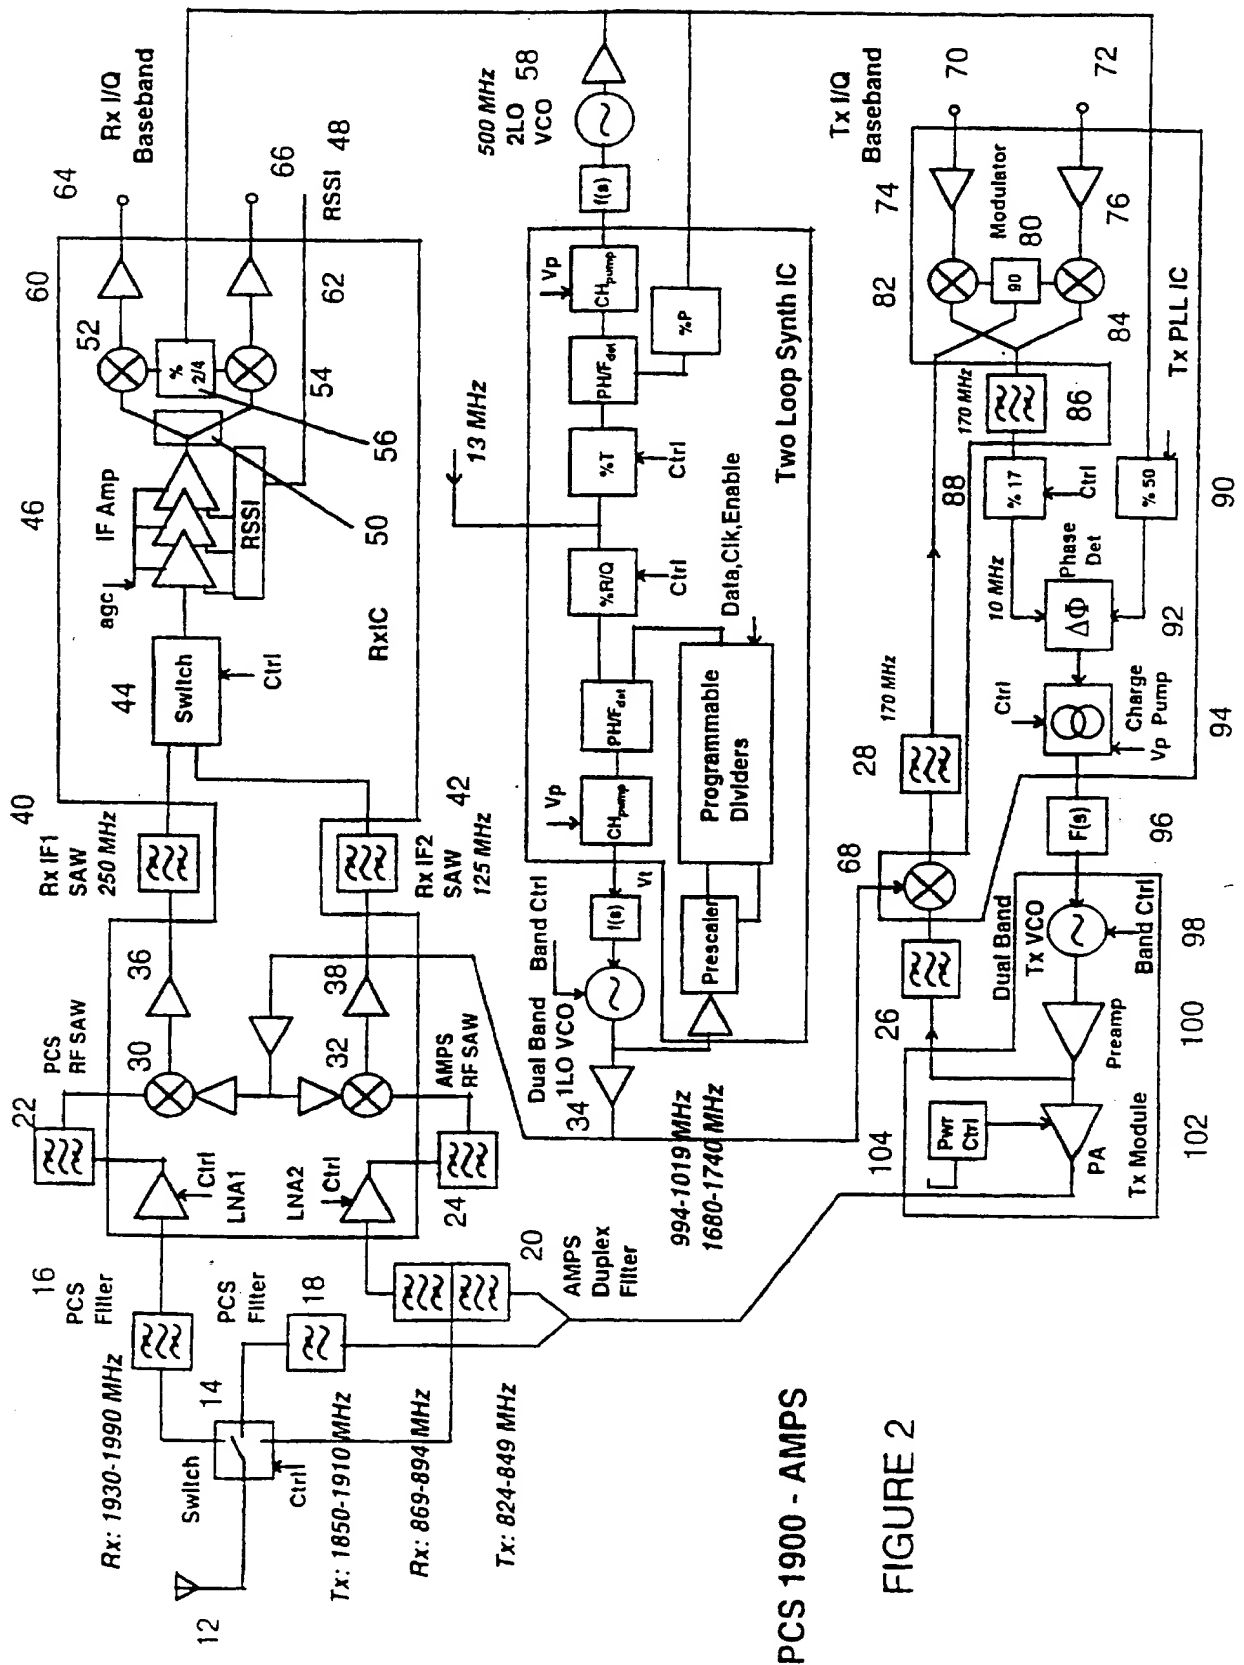 12
Switch
14
Ctrl
Rx: 1930-1990 MHz
Tx: 1850-1910 MHz
Rx: 869-894 MHz
Tx: 824-849 MHz
16
PCS
Filter
PCS
Filter
18
20
AMPS
Duplex
Filter
22
PCS
RF SAW
LNA1
Ctrl
LNA2
Ctrl
24
AMPS
RF SAW
30
32
36
38
40
Rx IF1
SAW
250 MHz
42
Rx IF2
SAW
125 MHz
44
Switch
Ctrl
46
agc
IF Amp
RSSI
RxIC
50
56
52
54
%
2/4
60
62
64
66
Rx I/Q
Baseband
RSSI
48
34
Dual Band
1LO VCO
Band Ctrl
994-1019 MHz
1680-1740 MHz
f(s)
Vt
Vp
CHpump
PH/Fdet
%R/Q
Ctrl
13 MHz
%T
Ctrl
PH/Fdet
Vp
CHpump
%P
f(s)
500 MHz
2LO
VCO
58
Prescaler
Programmable
Dividers
Data,Clk,Enable
Two Loop Synth IC
68
26
28
170 MHz
Tx I/Q
Baseband
70
72
74
76
Modulator
80
90
82
84
170 MHz
86
88
% 17
Ctrl
% 50
90
10 MHz
Phase
Det
ΔΦ
92
Ctrl
Charge
Pump
Vp
94
F(s)
96
Tx PLL IC
Dual Band
Tx VCO
Band Ctrl
98
Preamp
100
PA
102
104
Pwr
Ctrl
Tx Module
PCS 1900 - AMPS
FIGURE 2